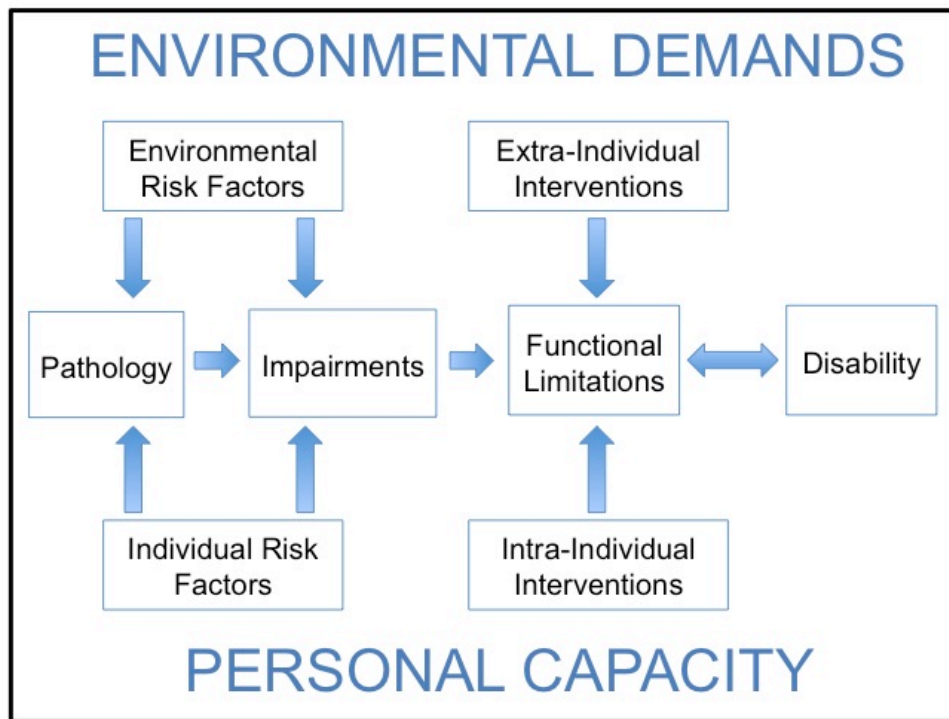 ENVIRONMENTAL DEMANDS
Environmental
Risk Factors
Extra-Individual
Interventions
Pathology
Impairments
Functional
Limitations
Disability
Individual Risk
Factors
Intra-Individual
Interventions
PERSONAL CAPACITY